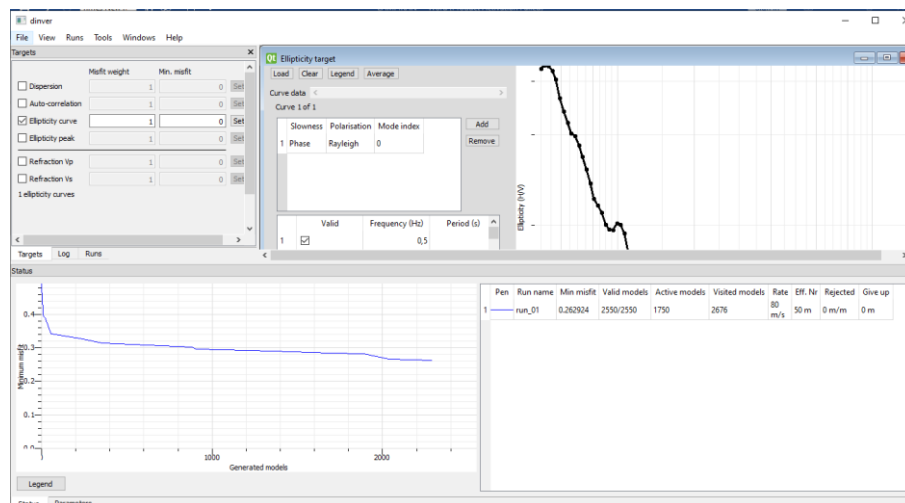 dinver
File View Runs Tools Windows Help
Targets
Misfit weight Min. misfit
Dispersion 1 0 Set
Auto-correlation 1 0 Set
Ellipticity curve 1 0 Set
Ellipticity peak 1 0 Set
Refraction Vp 1 0 Set
Refraction Vs 1 0 Set
1 ellipticity curves
Targets Log Runs
Qt Ellipticity target
Load Clear Legend Average
Curve data
Curve 1 of 1
Slowness Polarisation Mode index
1 Phase Rayleigh 0
Add
Remove
Valid Frequency (Hz) Period (s)
1 0,5
Ellipticity (H/V)
Status
Minimum misfit
0.4
0.3
0.2
0.1
0.0
1000 2000
Generated models
Legend
Pen Run name Min misfit Valid models Active models Visited models Rate Eff. Nr Rejected Give up
1 run_01 0.262924 2550/2550 1750 2676 80 m/s 50 m 0 m/m 0 m
Status Parameters